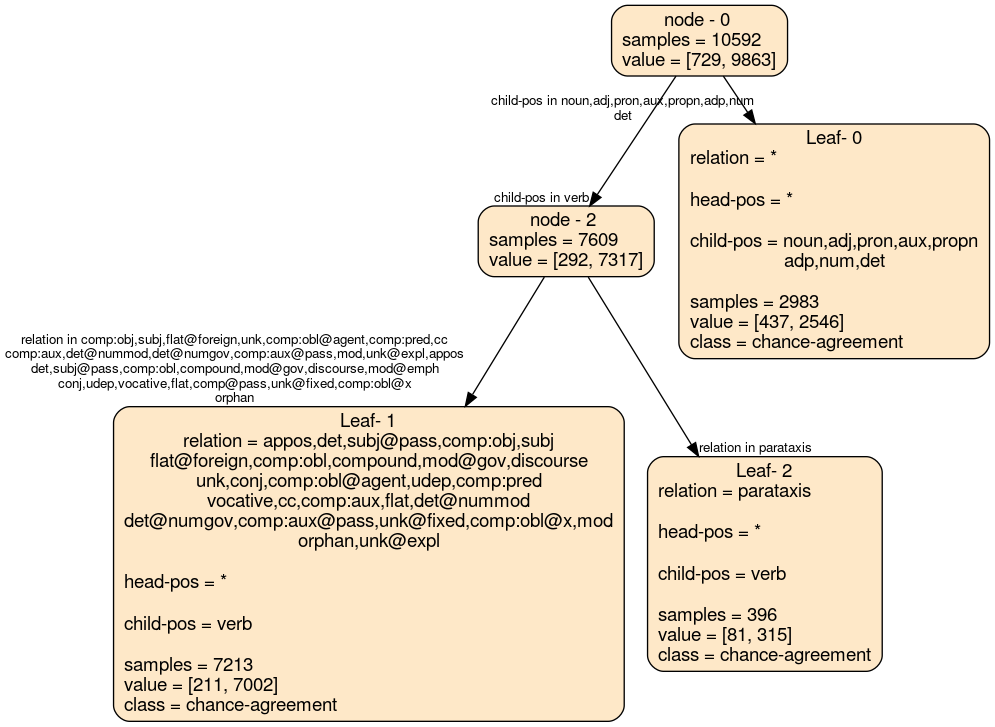 node - 0
samples = 10592
value = [729, 9863]
child-pos in noun,adj,pron,aux,propn,adp,num
det
Leaf- 0
relation = *
head-pos = *
child-pos = noun,adj,pron,aux,propn
adp,num,det
samples = 2983
value = [437, 2546]
class = chance-agreement
child-pos in verb
node - 2
samples = 7609
value = [292, 7317]
relation in comp:obj,subj,flat@foreign,unk,comp:obl@agent,comp:pred,cc
comp:aux,det@nummod,det@numgov,comp:aux@pass,mod,unk@expl,appos
det,subj@pass,comp:obl,compound,mod@gov,discourse,mod@emph
conj,udep,vocative,flat,comp@pass,unk@fixed,comp:obl@x
orphan
Leaf- 1
relation = appos,det,subj@pass,comp:obj,subj
flat@foreign,comp:obl,compound,mod@gov,discourse
unk,conj,comp:obl@agent,udep,comp:pred
vocative,cc,comp:aux,flat,det@nummod
det@numgov,comp:aux@pass,unk@fixed,comp:obl@x,mod
orphan,unk@expl
head-pos = *
child-pos = verb
samples = 7213
value = [211, 7002]
class = chance-agreement
relation in parataxis
Leaf- 2
relation = parataxis
head-pos = *
child-pos = verb
samples = 396
value = [81, 315]
class = chance-agreement